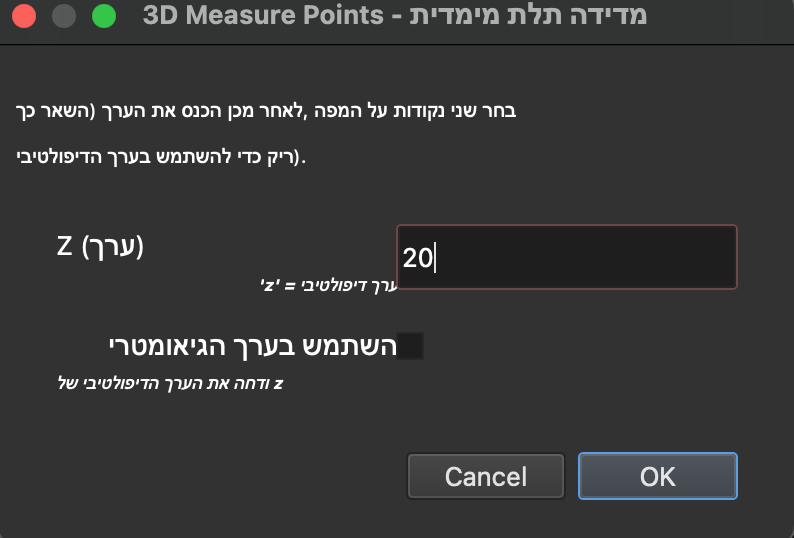 3D Measure Points - מדידה תלת מימדית
בחר שני נקודות על המפה ,לאחר מכן הכנס את הערך (השאר כך
ריק כדי להשתמש בערך הדיפולטיבי).
Z (ערך)
20
ערך דיפולטיבי = 'z'
השתמש בערך הגיאומטרי
z ודחה את הערך הדיפולטיבי של
Cancel
OK